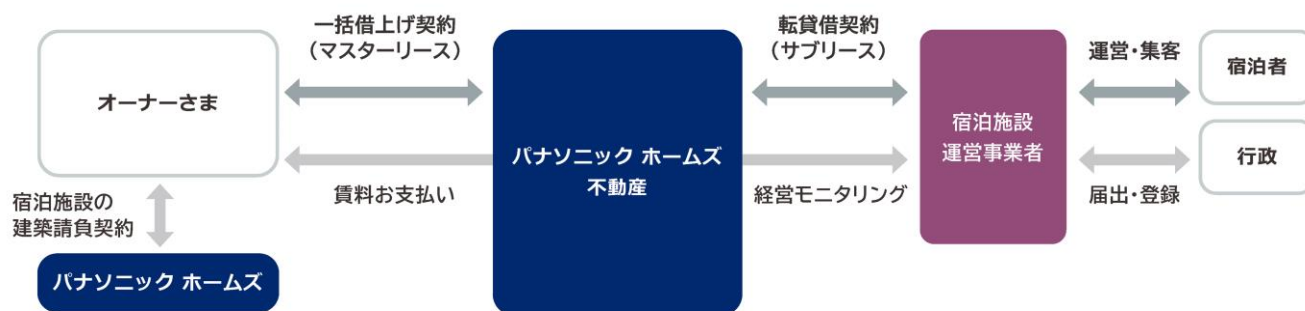 一括借上げ契約
（マスターリース）
転貸借契約
（サブリース）
運営・集客
宿泊者
オーナーさま
パナソニック ホームズ
不動産
宿泊施設
運営事業者
行政
賃料お支払い
経営モニタリング
届出・登録
宿泊施設の
建築請負契約
パナソニック ホームズ